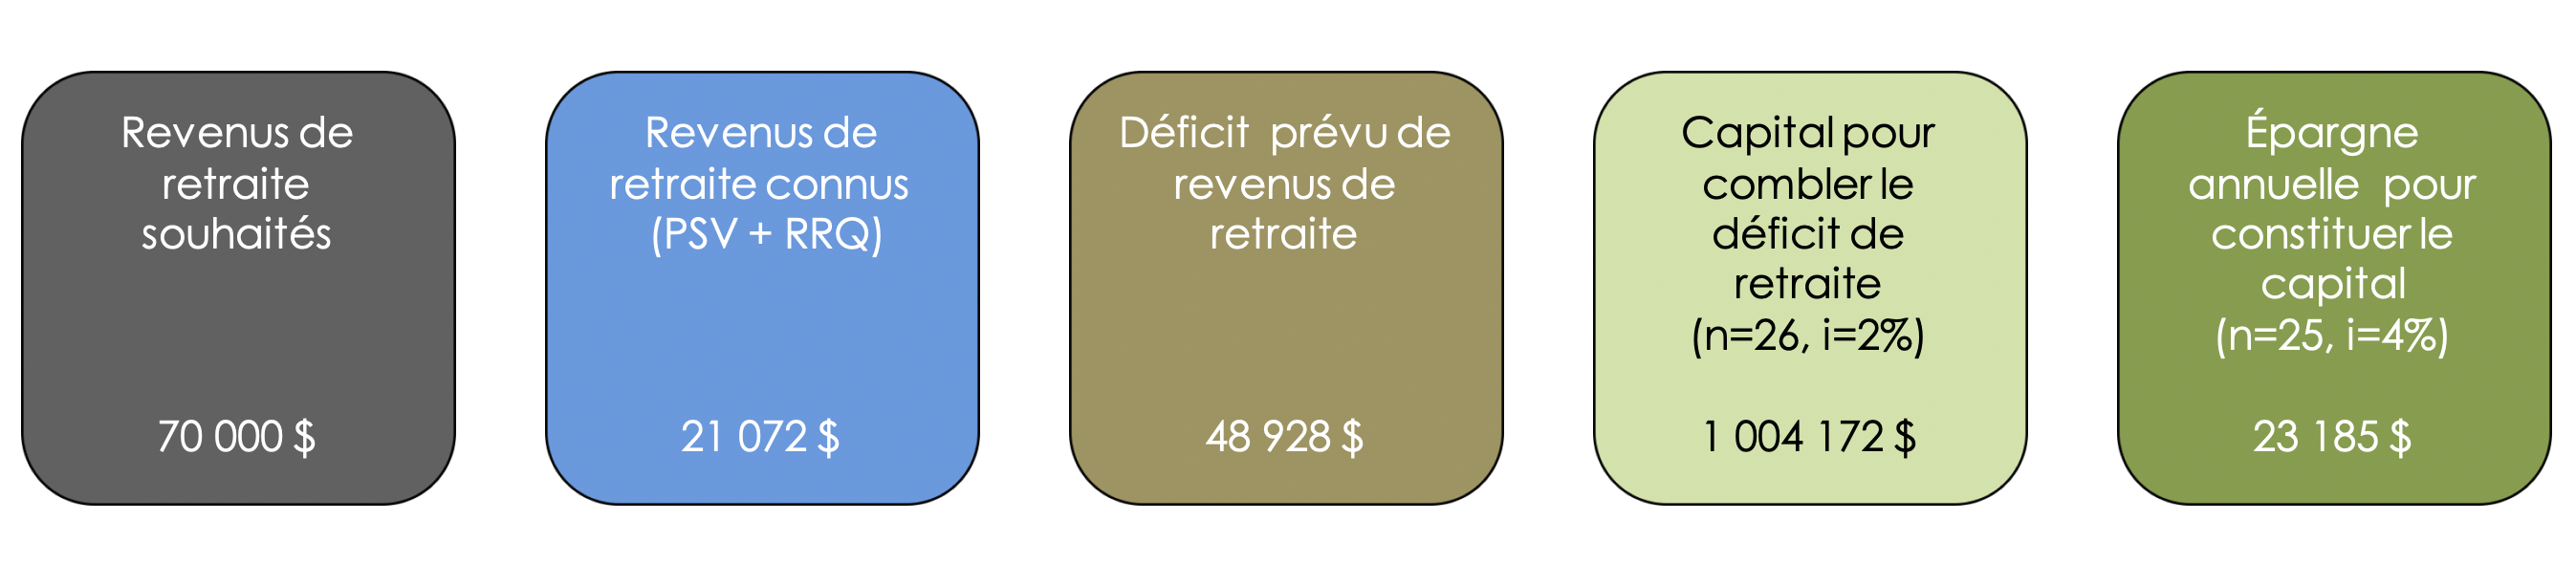 Revenus de
retraite
souhaités
70 000 $
Revenus de
retraite connus
(PSV + RRQ)
21 072 $
Déficit prévu de
revenus de
retraite
48 928 $
Capital pour
combler le
déficit de
retraite
(n=26, i=2%)
1 004 172 $
Épargne
annuelle pour
constituer le
capital
(n=25, i=4%)
23 185 $